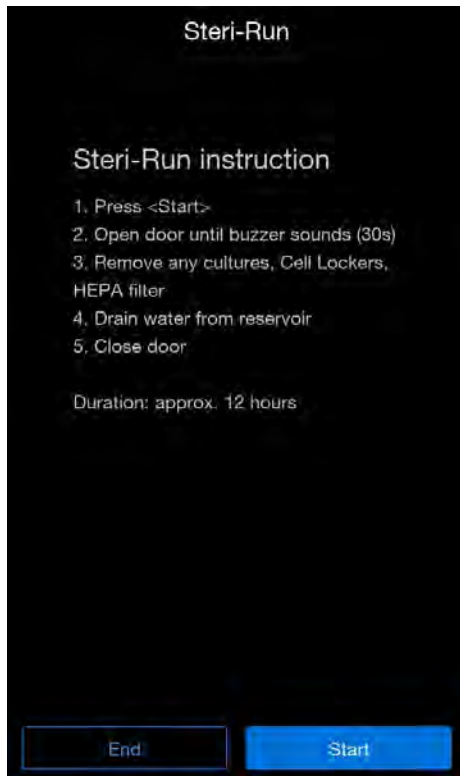 Steri-Run
Steri-Run instruction
1. Press <Start>
2. Open door until buzzer sounds (30s)
3. Remove any cultures, Cell Lockers,
HEPA filter
4. Drain water from reservoir
5. Close door
Duration: approx. 12 hours
End
Start